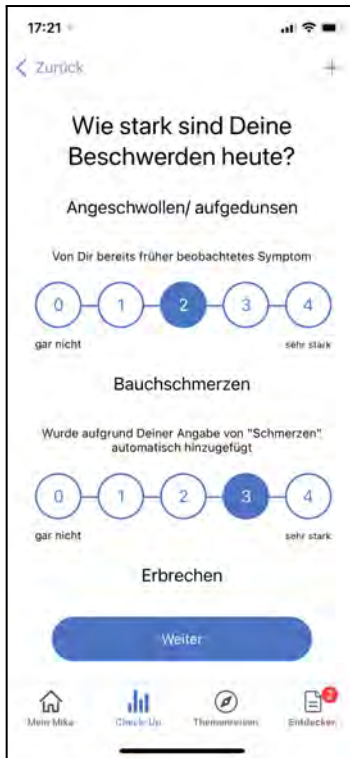 17:21
Zurück
Wie stark sind Deine
Beschwerden heute?
Angeschwollen/ aufgedunsen
Von Dir bereits früher beobachtetes Symptom
0 1 2 3 4
gar nicht sehr stark
Bauchschmerzen
Wurde aufgrund Deiner Angabe von "Schmerzen"
automatisch hinzugefügt
0 1 2 3 4
gar nicht sehr stark
Erbrechen
Weiter
2
Mein Mika Check-Up Themenreisen Entdecken